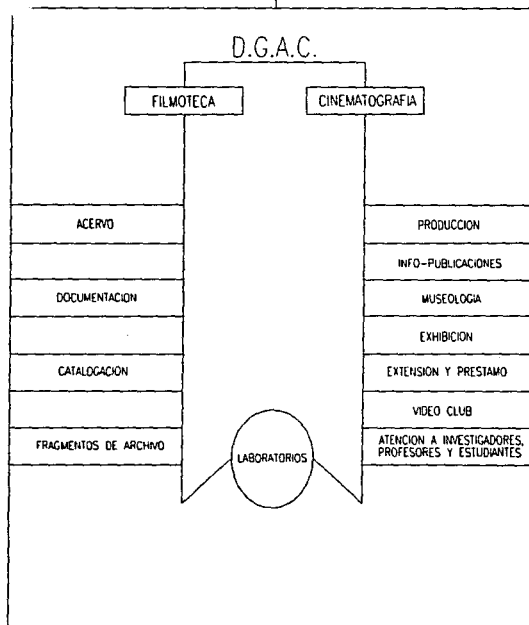 D.G.A.C.
FILMOTECA
CINEMATOGRAFIA
ACERVO
DOCUMENTACION
CATALOGACION
FRAGMENTOS DE ARCHIVO
PRODUCCION
INFO-PUBLICACIONES
MUSEOLOGIA
EXHIBICION
EXTENSION Y PRESTAMO
VIDEO CLUB
ATENCION A INVESTIGADORES,
PROFESORES Y ESTUDIANTES
LABORATORIOS